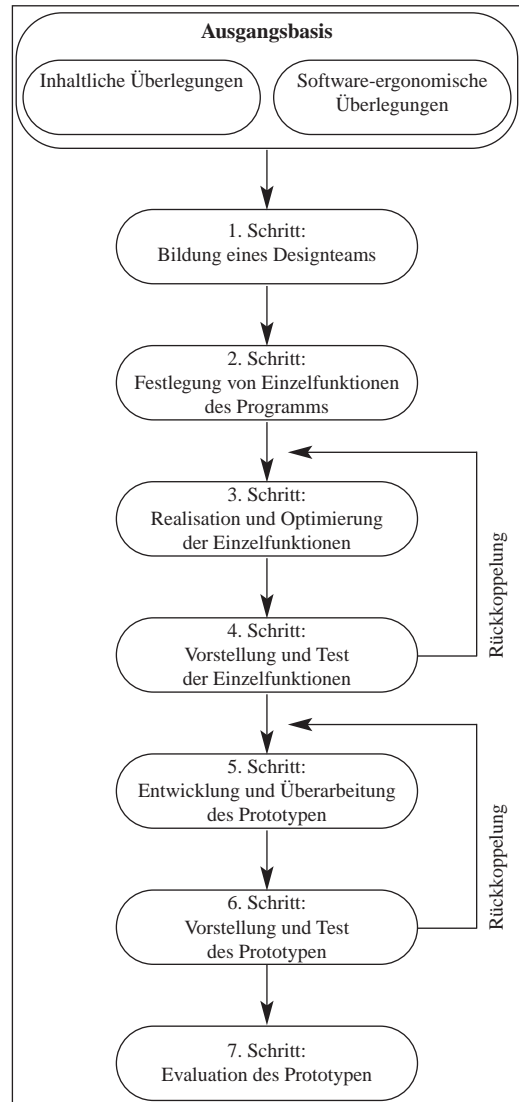 Ausgangsbasis
Inhaltliche Überlegungen
Software-ergonomische
Überlegungen
1. Schritt:
Bildung eines Designteams
2. Schritt:
Festlegung von Einzelfunktionen
des Programms
3. Schritt:
Realisation und Optimierung
der Einzelfunktionen
Rückkoppelung
4. Schritt:
Vorstellung und Test
der Einzelfunktionen
5. Schritt:
Entwicklung und Überarbeitung
des Prototypen
Rückkoppelung
6. Schritt:
Vorstellung und Test
des Prototypen
7. Schritt:
Evaluation des Prototypen